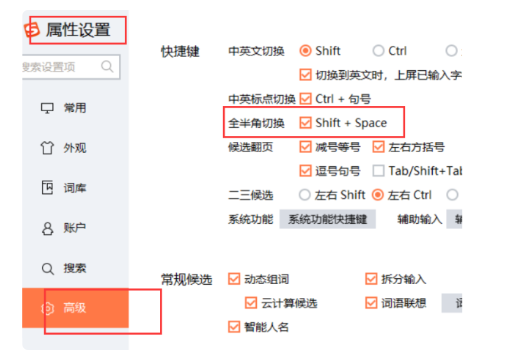 属性设置
搜索设置项
常用
外观
词库
账户
搜索
高级
快捷键
中英文切换 Shift Ctrl
切换到英文时，上屏已输入字
中英标点切换 Ctrl + 句号
全半角切换 Shift + Space
候选翻页 减号等号 左右方括号
逗号句号 Tab/Shift+Tab
二三候选 左右 Shift 左右 Ctrl
系统功能 系统功能快捷键 辅助输入
常规候选 动态组词 拆分输入
云计算候选 词语联想
智能人名